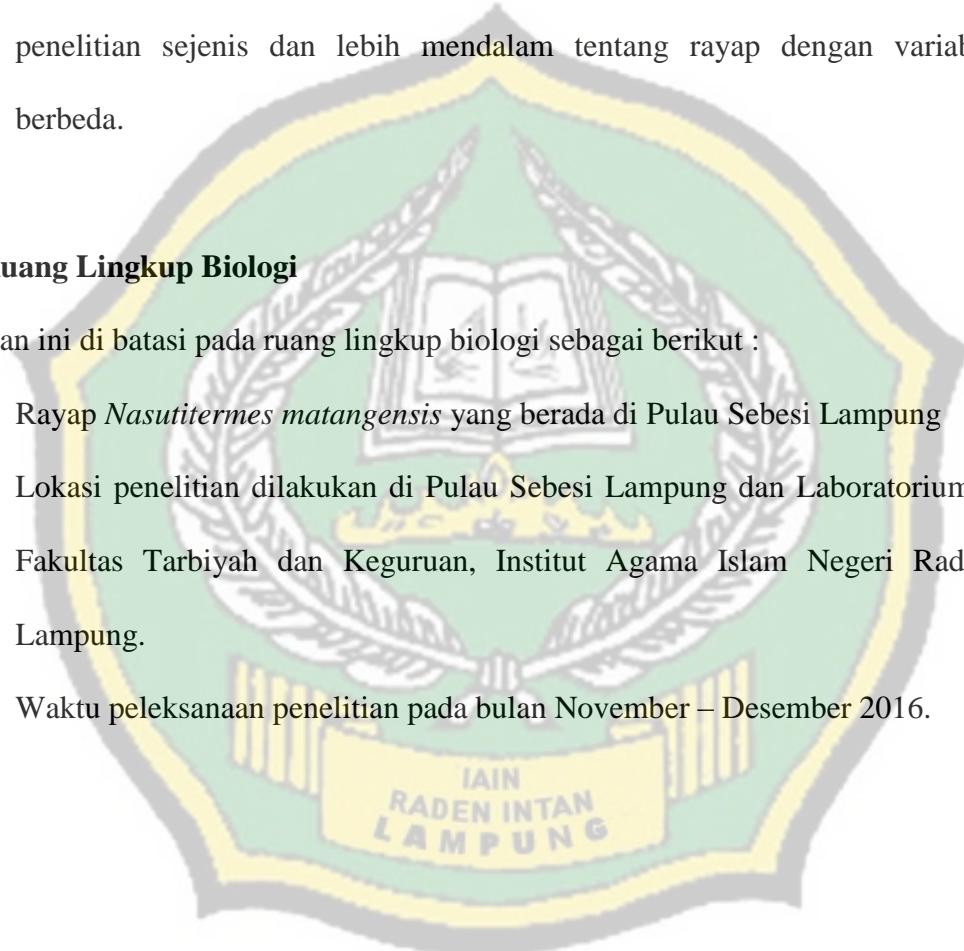 penelitian sejenis dan lebih mendalam tentang rayap dengan variab
berbeda.
uang Lingkup Biologi
an ini di batasi pada ruang lingkup biologi sebagai berikut :
Rayap Nasutitermes matangensis yang berada di Pulau Sebesi Lampung
Lokasi penelitian dilakukan di Pulau Sebesi Lampung dan Laboratorium
Fakultas Tarbiyah dan Keguruan, Institut Agama Islam Negeri Rad
Lampung.
Waktu peleksanaan penelitian pada bulan November – Desember 2016.
IAIN
RADEN INTAN
LAMPUNG